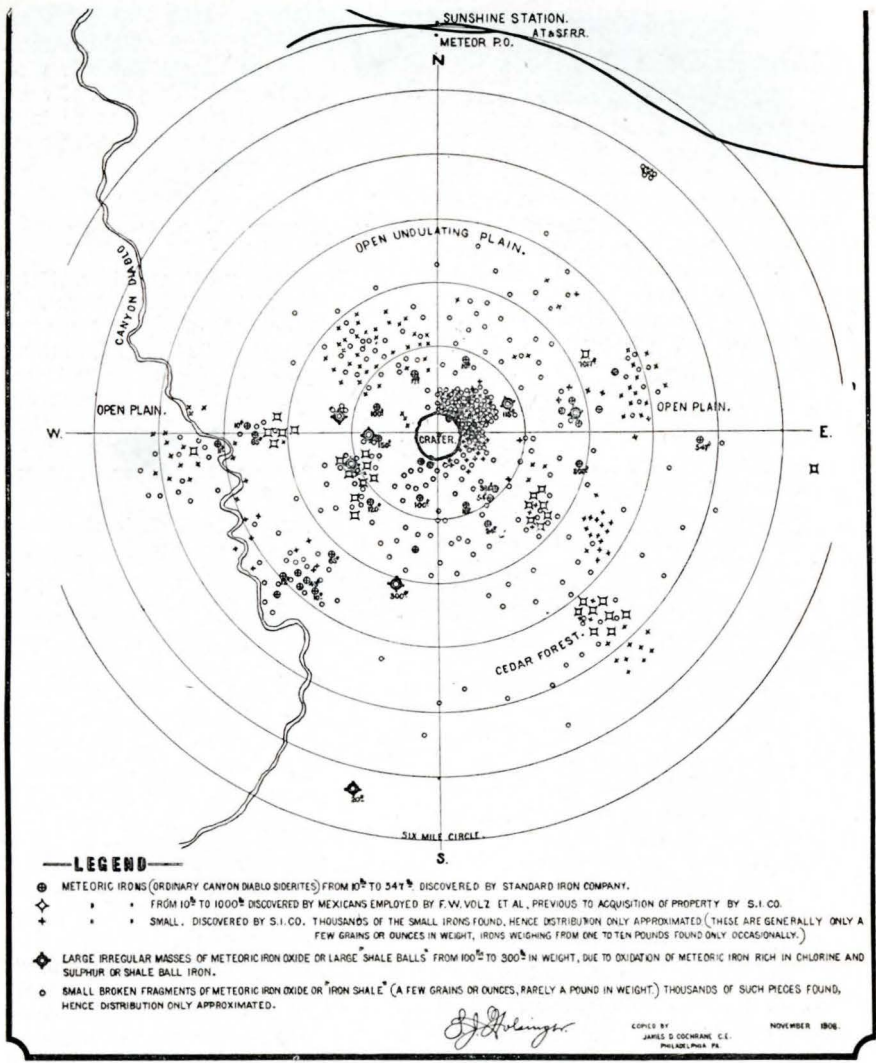 SUNSHINE STATION.
AT&SFRR.
METEOR P.O.
N
OPEN UNDULATING PLAIN.
CANYON DIABLO
OPEN PLAIN.
OPEN PLAIN.
W.
CRATER.
E.
547#
300#
CEDAR FOREST.
SIX MILE CIRCLE.
S.
LEGEND
METEORIC IRONS (ORDINARY CANYON DIABLO SIDERITES) FROM 10# TO 547#. DISCOVERED BY STANDARD IRON COMPANY.
" " " FROM 10# TO 1000# DISCOVERED BY MEXICANS EMPLOYED BY F.W.VOLZ ET AL, PREVIOUS TO ACQUISITION OF PROPERTY BY S.I.CO.
" " SMALL. DISCOVERED BY S.I.CO. THOUSANDS OF THE SMALL IRONS FOUND, HENCE DISTRIBUTION ONLY APPROXIMATED (THESE ARE GENERALLY ONLY A
FEW GRAINS OR OUNCES IN WEIGHT, IRONS WEIGHING FROM ONE TO TEN POUNDS FOUND ONLY OCCASIONALLY.)
LARGE IRREGULAR MASSES OF METEORIC IRON OXIDE OR LARGE "SHALE BALLS" FROM 100# TO 300# IN WEIGHT, DUE TO OXIDATION OF METEORIC IRON RICH IN CHLORINE AND
SULPHUR OR SHALE BALL IRON.
SMALL BROKEN FRAGMENTS OF METEORIC IRON OXIDE OR "IRON SHALE" (A FEW GRAINS OR OUNCES, RARELY A POUND IN WEIGHT.) THOUSANDS OF SUCH PIECES FOUND,
HENCE DISTRIBUTION ONLY APPROXIMATED.
S.J. Holsinger.
COPIED BY
JAMES D COCHRANE C.E.
PHILADELPHIA PA.
NOVEMBER 1908.